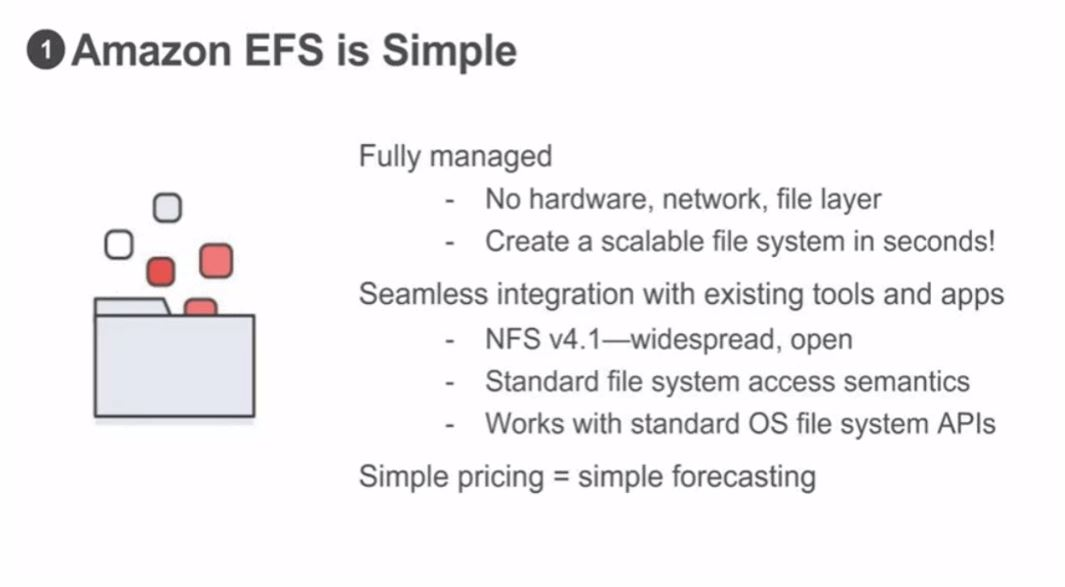 1 Amazon EFS is Simple
Fully managed
- No hardware, network, file layer
- Create a scalable file system in seconds!
Seamless integration with existing tools and apps
- NFS v4.1—widespread, open
- Standard file system access semantics
- Works with standard OS file system APIs
Simple pricing = simple forecasting